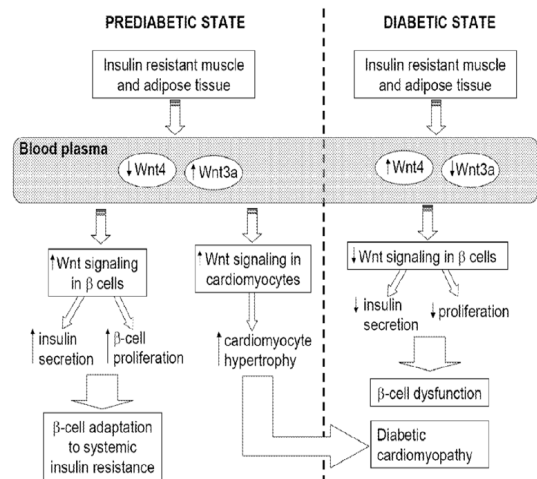 PREDIABETIC STATE
DIABETIC STATE
Insulin resistant muscle
and adipose tissue
Insulin resistant muscle
and adipose tissue
Blood plasma
↓Wnt4
↑Wnt3a
↑Wnt4
↓Wnt3a
↑Wnt signaling
in β cells
↑Wnt signaling in
cardiomyocytes
↓Wnt signaling in β cells
↑insulin
secretion
↑β-cell
proliferation
↑cardiomyocyte
hypertrophy
↓insulin
secretion
↓proliferation
β-cell adaptation
to systemic
insulin resistance
β-cell dysfunction
Diabetic
cardiomyopathy